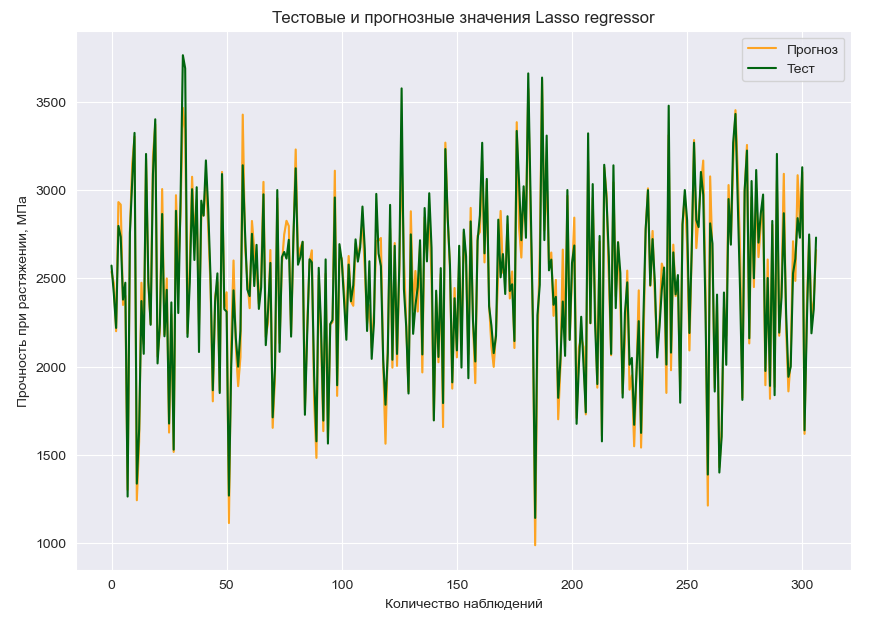 Тестовые и прогнозные значения Lasso regressor
Прогноз
Тест
Прочность при растяжении, МПа
3500
3000
2500
2000
1500
1000
0 50 100 150 200 250 300
Количество наблюдений